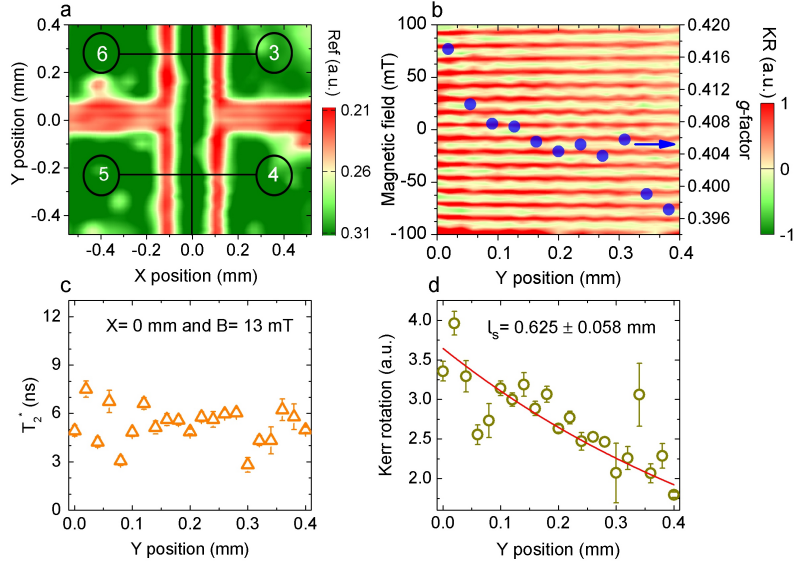 a
0.4
0.2
0.0
-0.2
-0.4
Y position (mm)
6
3
5
4
-0.4 -0.2 0.0 0.2 0.4
X position (mm)
Ref (a.u.)
0.21
0.26
0.31
b
100
50
0
-50
-100
Magnetic field (mT)
0.0 0.1 0.2 0.3 0.4
Y position (mm)
0.420
0.416
0.412
0.408
0.404
0.400
0.396
g-factor
KR (a.u.)
1
0
-1
c
12
9
6
3
0
T2* (ns)
X= 0 mm and B= 13 mT
0.0 0.1 0.2 0.3 0.4
Y position (mm)
d
4.0
3.5
3.0
2.5
2.0
Kerr rotation (a.u.)
ls= 0.625 ± 0.058 mm
0.0 0.1 0.2 0.3 0.4
Y position (mm)